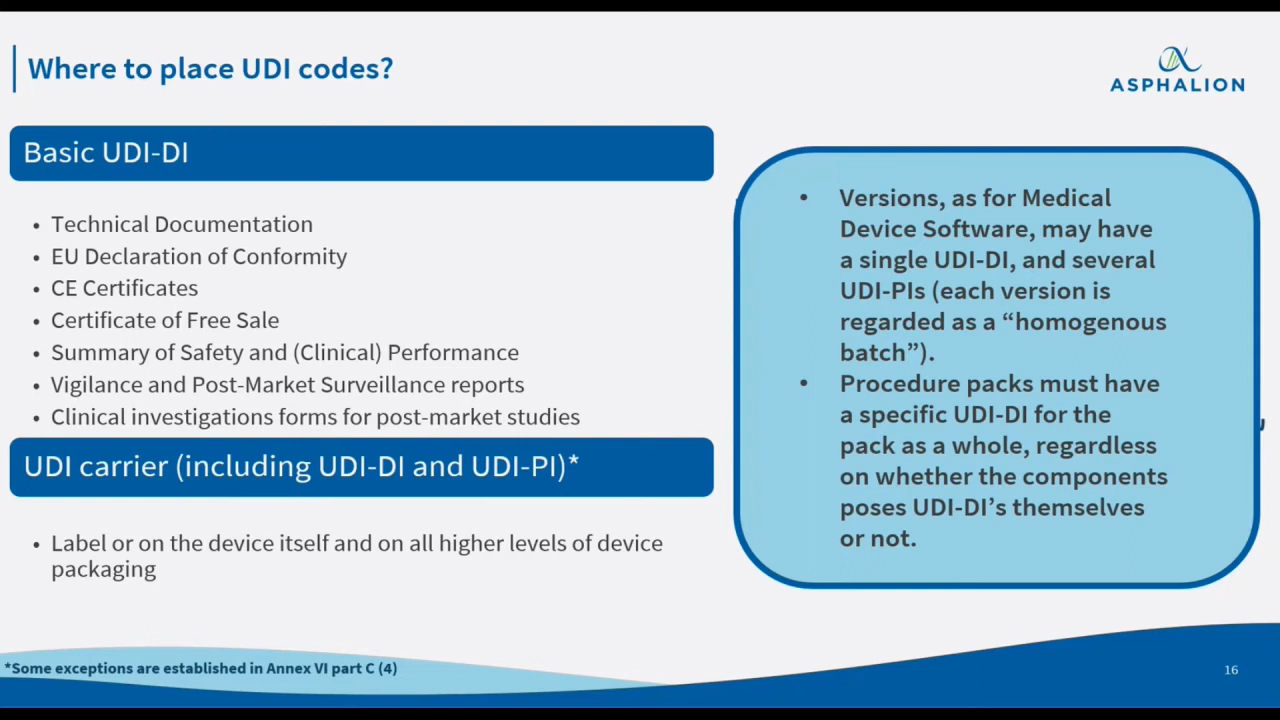 Where to place UDI codes?
ASPHALION
Basic UDI-DI
• Technical Documentation
• EU Declaration of Conformity
• CE Certificates
• Certificate of Free Sale
• Summary of Safety and (Clinical) Performance
• Vigilance and Post-Market Surveillance reports
• Clinical investigations forms for post-market studies
UDI carrier (including UDI-DI and UDI-PI)*
• Label or on the device itself and on all higher levels of device
packaging
• Versions, as for Medical
Device Software, may have
a single UDI-DI, and several
UDI-PIs (each version is
regarded as a “homogenous
batch”).
• Procedure packs must have
a specific UDI-DI for the
pack as a whole, regardless
on whether the components
poses UDI-DI’s themselves
or not.
*Some exceptions are established in Annex VI part C (4)
16